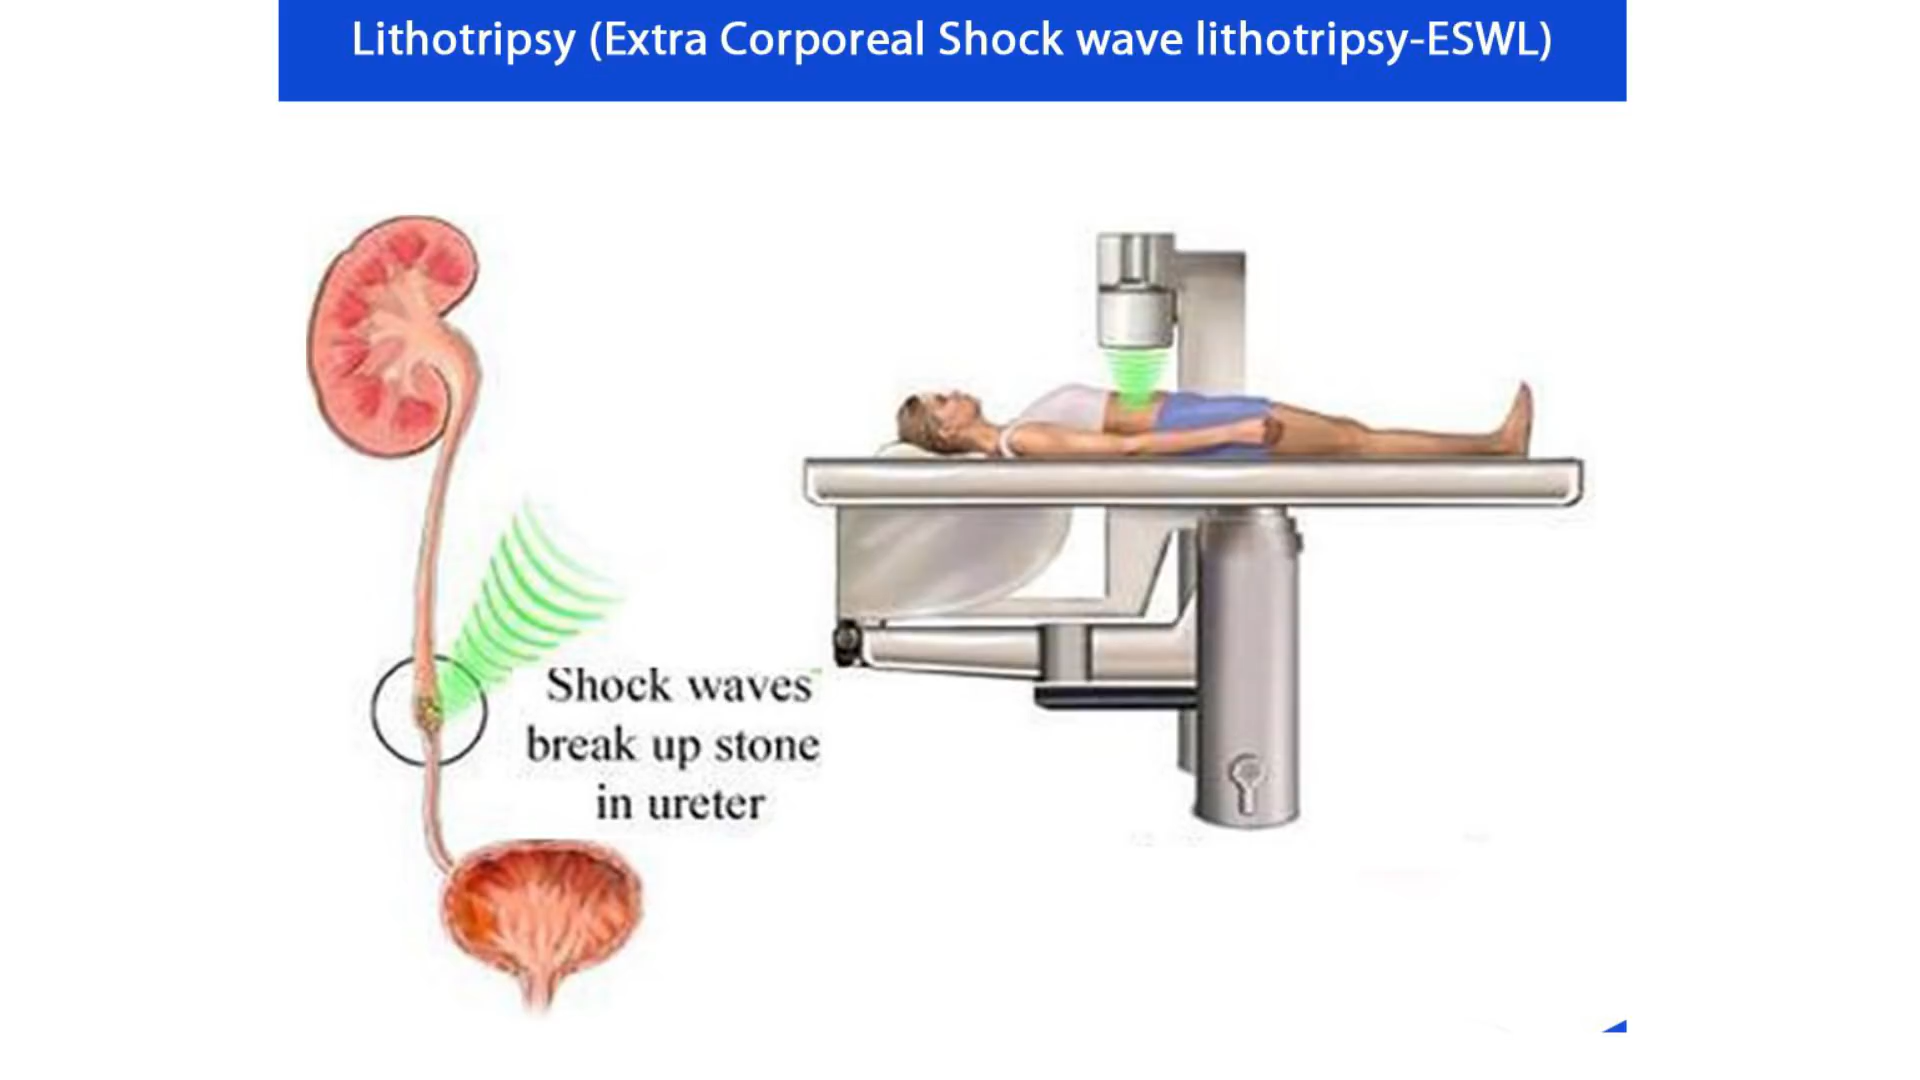 Lithotripsy (Extra Corporeal Shock wave lithotripsy-ESWL)
Shock waves
break up stone
in ureter